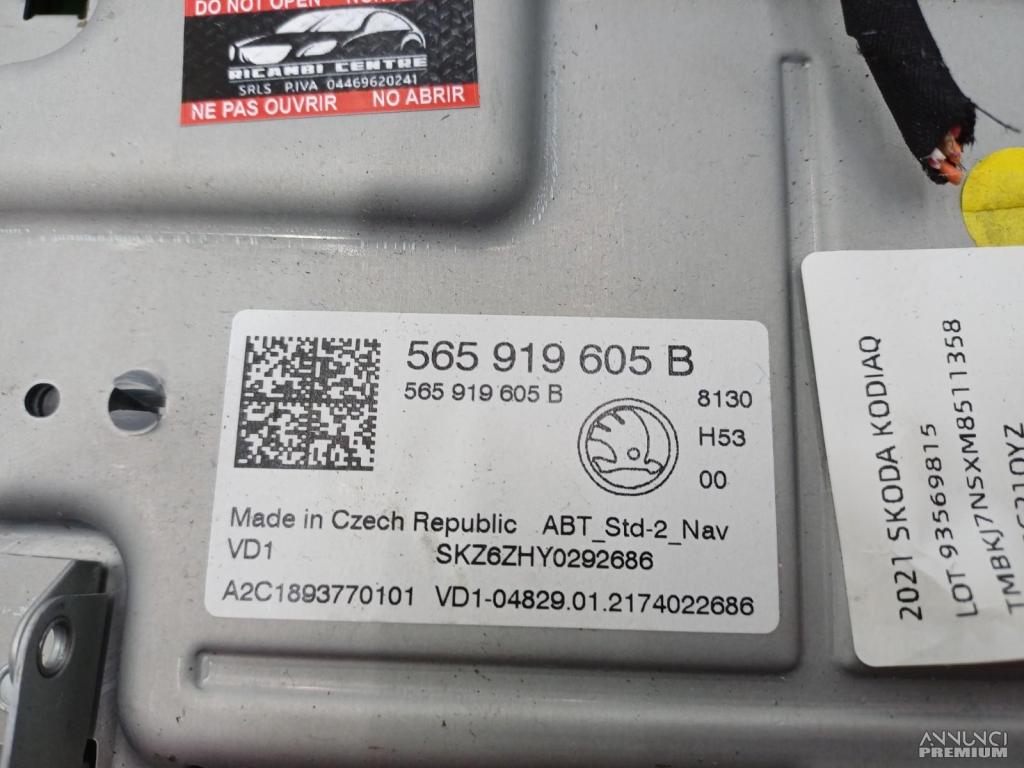 DO NOT OPEN
RICAMBI CENTRE
SRLS P.IVA 04469620241
NE PAS OUVRIR NO ABRIR
565 919 605 B
565 919 605 B
8130
H53
00
Made in Czech Republic ABT_Std-2_Nav
VD1 SKZ6ZHY0292686
A2C1893770101 VD1-04829.01.2174022686
2021 SKODA KODIAQ
LOT 93569815
TMBKJ7N5XM8511358
ANNUNCI
PREMIUM